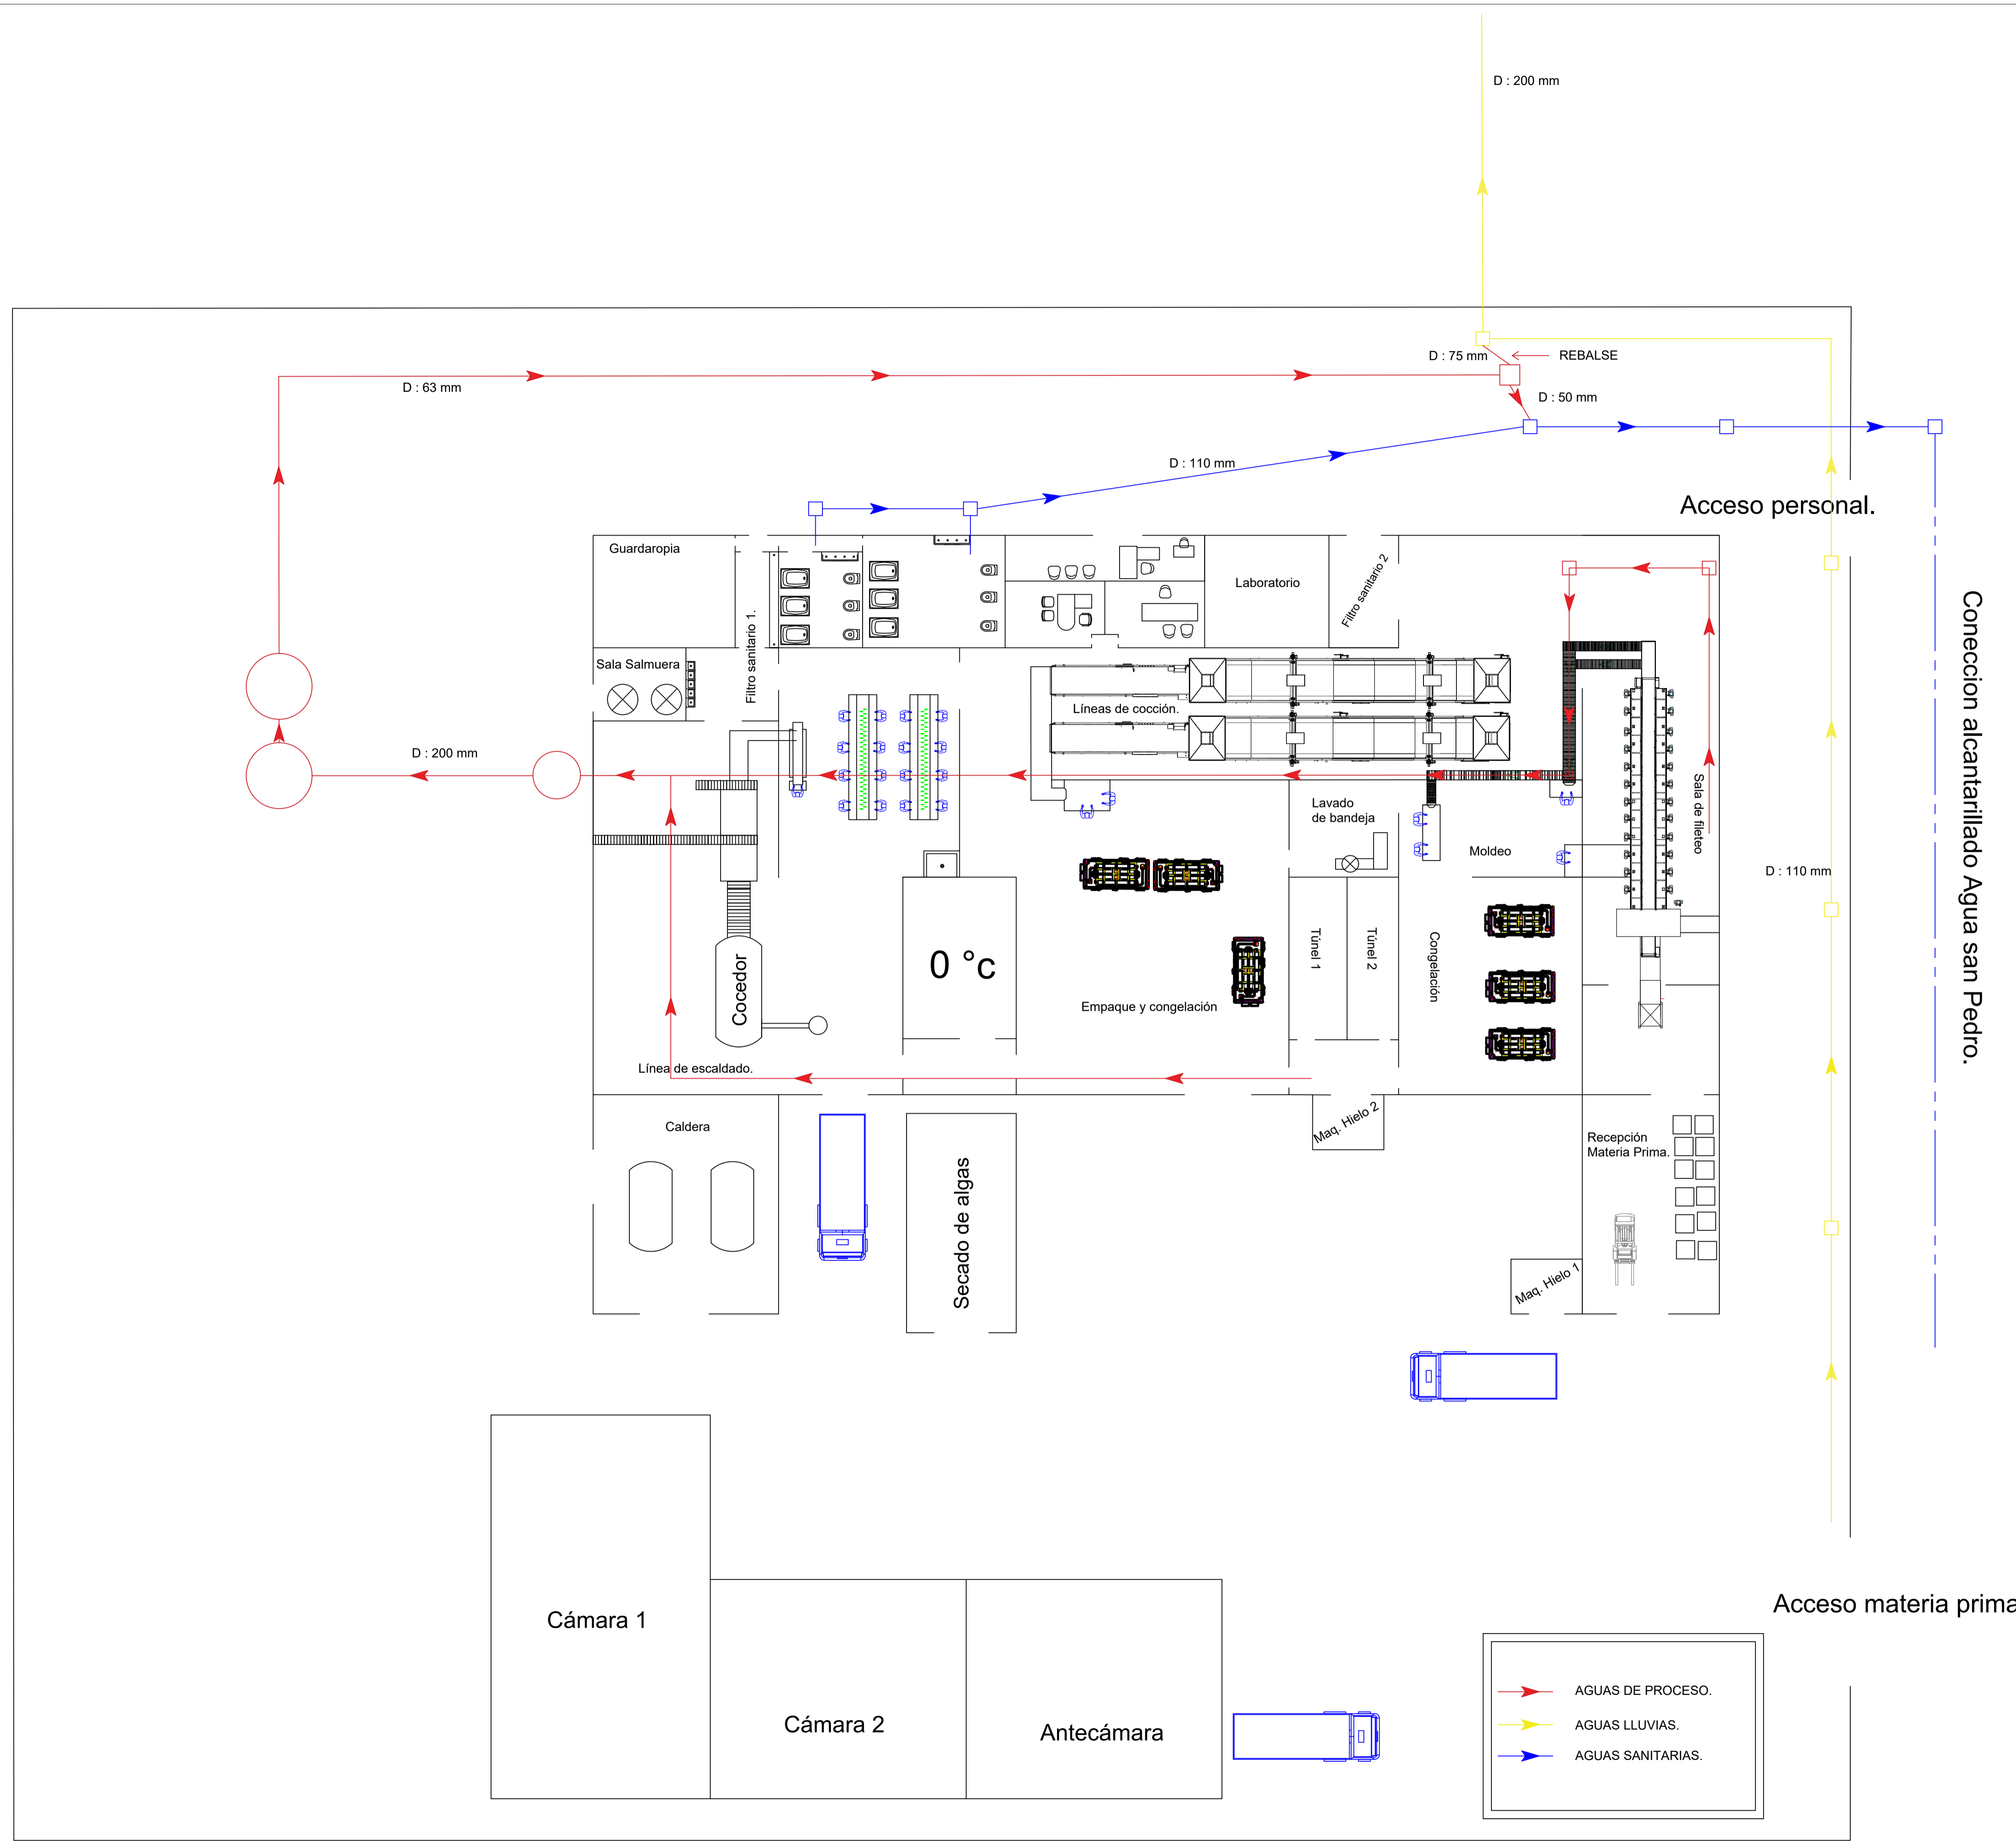 D : 200 mm
D : 75 mm
REBALSE
D : 63 mm
D : 50 mm
D : 110 mm
Acceso personal.
Guardaropia
Filtro sanitario 1.
Laboratorio
Filtro sanitario 2
Coneccion alcantarillado Agua san Pedro.
Sala Salmuera
Líneas de cocción.
D : 200 mm
Sala de fileteo
Lavado
de bandeja
Moldeo
D : 110 mm
Cocedor
0 °c
Túnel 1
Túnel 2
Congelación
Empaque y congelación
Línea de escaldado.
Caldera
Maq. Hielo 2
Recepción
Materia Prima.
Secado de algas
Maq. Hielo 1
Acceso materia prima
Cámara 1
Cámara 2
Antecámara
AGUAS DE PROCESO.
AGUAS LLUVIAS.
AGUAS SANITARIAS.